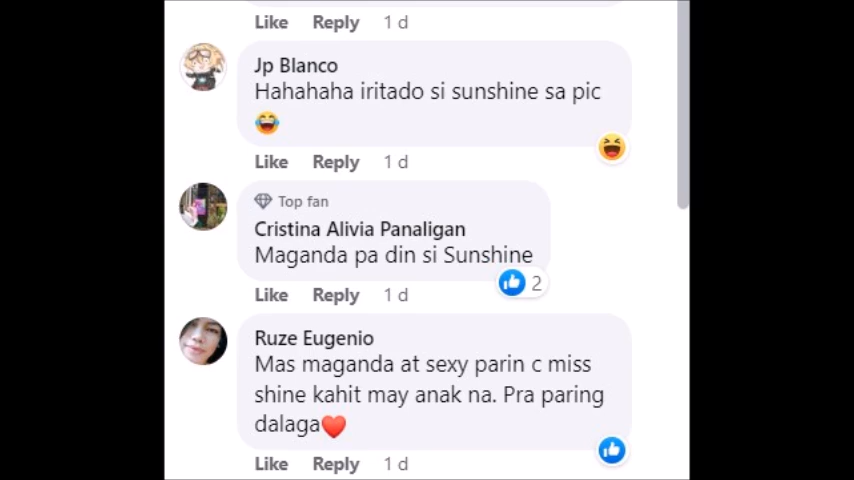 Like Reply 1 d
Jp Blanco
Hahahaha iritado si sunshine sa pic
😂
Like Reply 1 d
Top fan
Cristina Alivia Panaligan
Maganda pa din si Sunshine
2
Like Reply 1 d
Ruze Eugenio
Mas maganda at sexy parin c miss
shine kahit may anak na. Pra paring
dalaga❤️
Like Reply 1 d